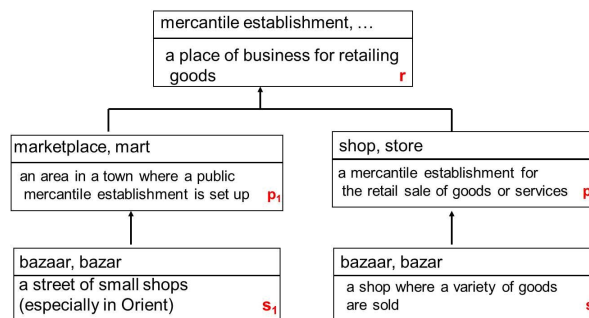 mercantile establishment, ...
a place of business for retailing
goods
r
marketplace, mart
an area in a town where a public
mercantile establishment is set up
p₁
shop, store
a mercantile establishment for
the retail sale of goods or services
p
bazaar, bazar
a street of small shops
(especially in Orient)
s₁
bazaar, bazar
a shop where a variety of goods
are sold
s